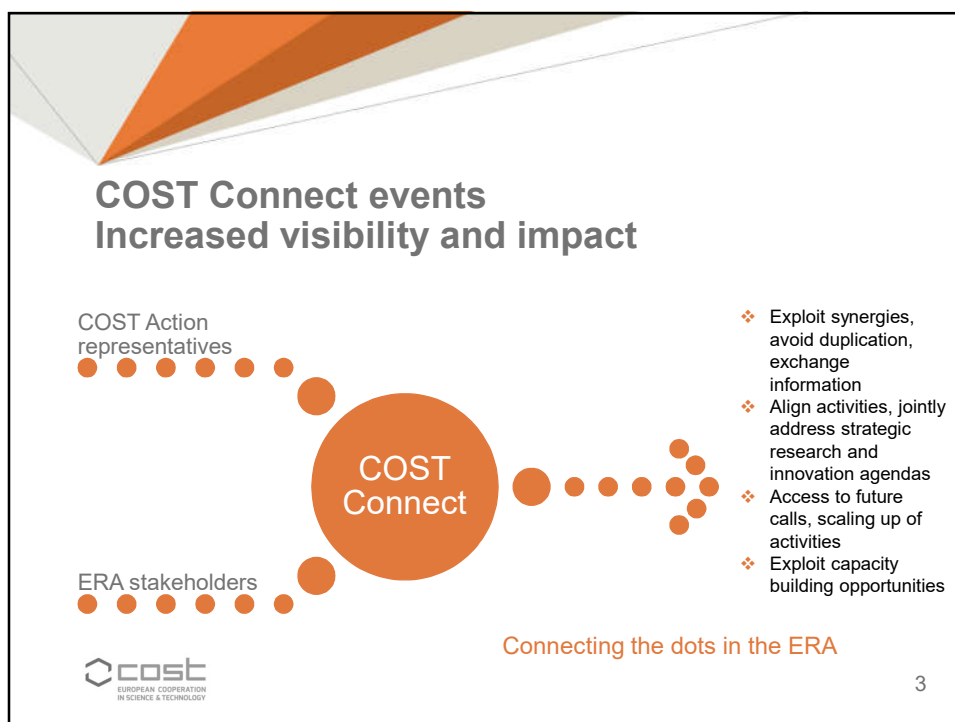 COST Connect events
Increased visibility and impact
COST Action
representatives
ERA stakeholders
COST
Connect
❖ Exploit synergies,
avoid duplication,
exchange
information
❖ Align activities, jointly
address strategic
research and
innovation agendas
❖ Access to future
calls, scaling up of
activities
❖ Exploit capacity
building opportunities
Connecting the dots in the ERA
cost
EUROPEAN COOPERATION
IN SCIENCE & TECHNOLOGY
3